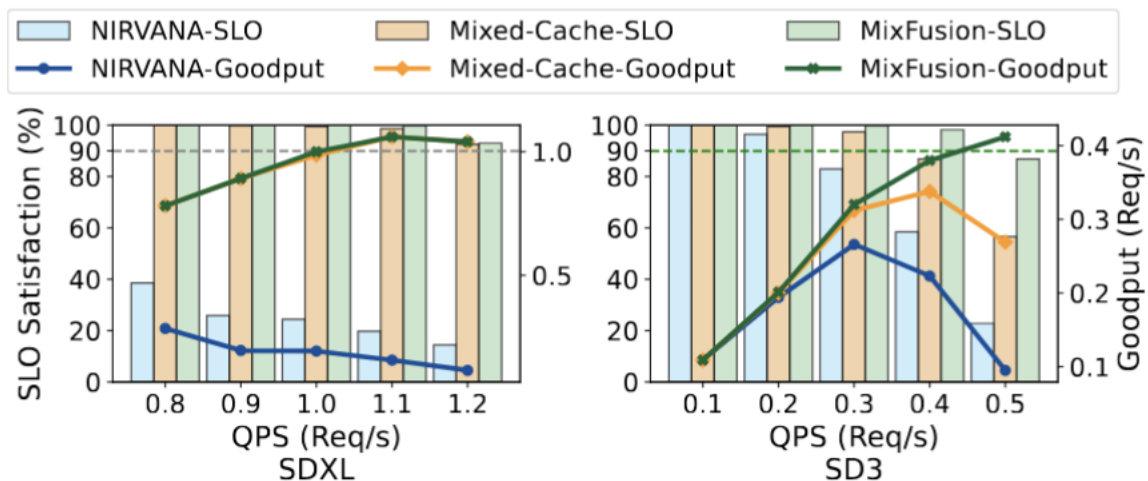 NIRVANA-SLO Mixed-Cache-SLO MixFusion-SLO
NIRVANA-Goodput Mixed-Cache-Goodput MixFusion-Goodput
SLO Satisfaction (%)
100
90
80
60
40
20
0
1.0
0.5
0.8 0.9 1.0 1.1 1.2
QPS (Req/s)
SDXL
100
90
80
60
40
20
0
0.4
0.3
0.2
0.1
Goodput (Req/s)
0.1 0.2 0.3 0.4 0.5
QPS (Req/s)
SD3